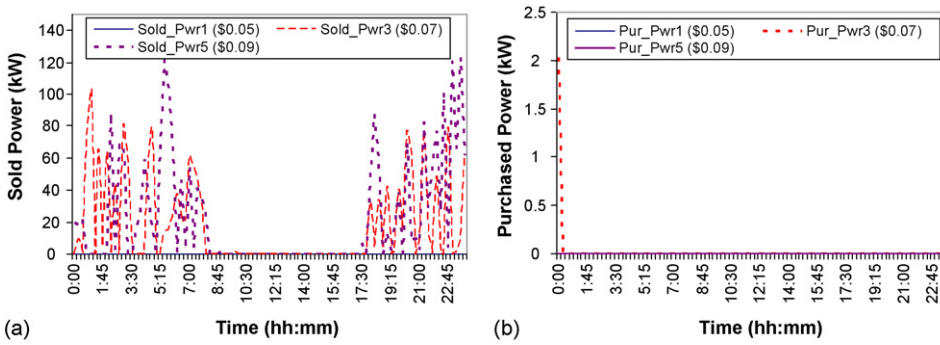 Sold_Pwr1 ($0.05) Sold_Pwr3 ($0.07)
Sold_Pwr5 ($0.09)
Sold Power (kW)
140
120
100
80
60
40
20
0
0:00 1:45 3:30 5:15 7:00 8:45 10:30 12:15 14:00 15:45 17:30 19:15 21:00 22:45
(a) Time (hh:mm)
Pur_Pwr1 ($0.05) Pur_Pwr3 ($0.07)
Pur_Pwr5 ($0.09)
Purchased Power (kW)
2.5
2
1.5
1
0.5
0
0:00 1:45 3:30 5:15 7:00 8:45 10:30 12:15 14:00 15:45 17:30 19:15 21:00 22:45
(b) Time (hh:mm)